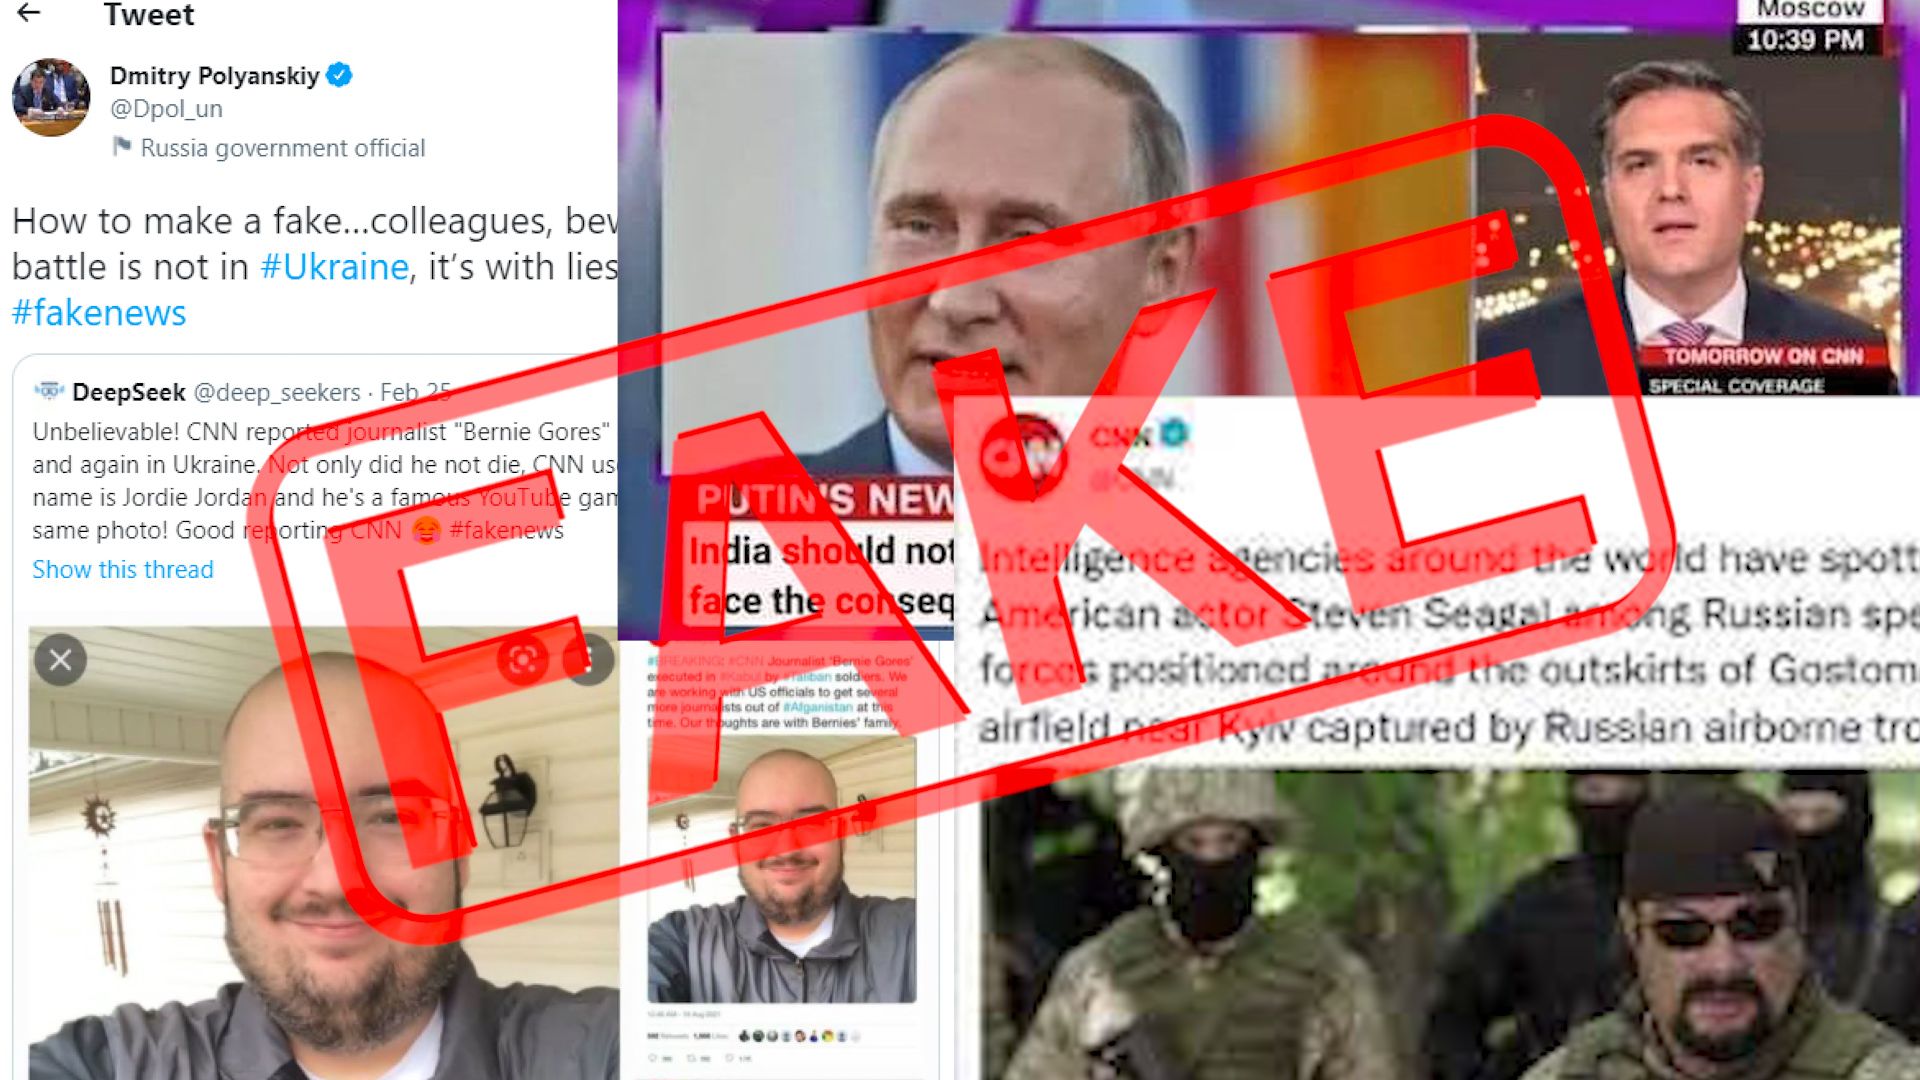 Tweet
Dmitry Polyanskiy
@Dpol_un
Russia government official
How to make a fake...colleagues, bew
battle is not in #Ukraine, it's with lies
#fakenews
DeepSeek @deep_seekers · Feb 25
Unbelievable! CNN reported journalist "Bernie Gores"
and again in Ukraine. Not only did he not die, CNN us
name is Jordie Jordan and he's a famous YouTube gam
same photo! Good reporting CNN #fakenews
Show this thread
Moscow
10:39 PM
TOMORROW ON CNN
SPECIAL COVERAGE
PUTIN'S NEW
India should not
face the conseq
FAKE
CNN
@CNN
Intelligence agencies around the world have spott
American actor Steven Seagal among Russian spe
forces positioned around the outskirts of Gostom
airfield near Kyiv captured by Russian airborne tro
#BREAKING: #CNN Journalist 'Bernie Gores'
executed in #Kabul by #Taliban soldiers. We
are working with US officials to get several
more journalists out of #Afganistan at this
time. Our thoughts are with Bernies' family.